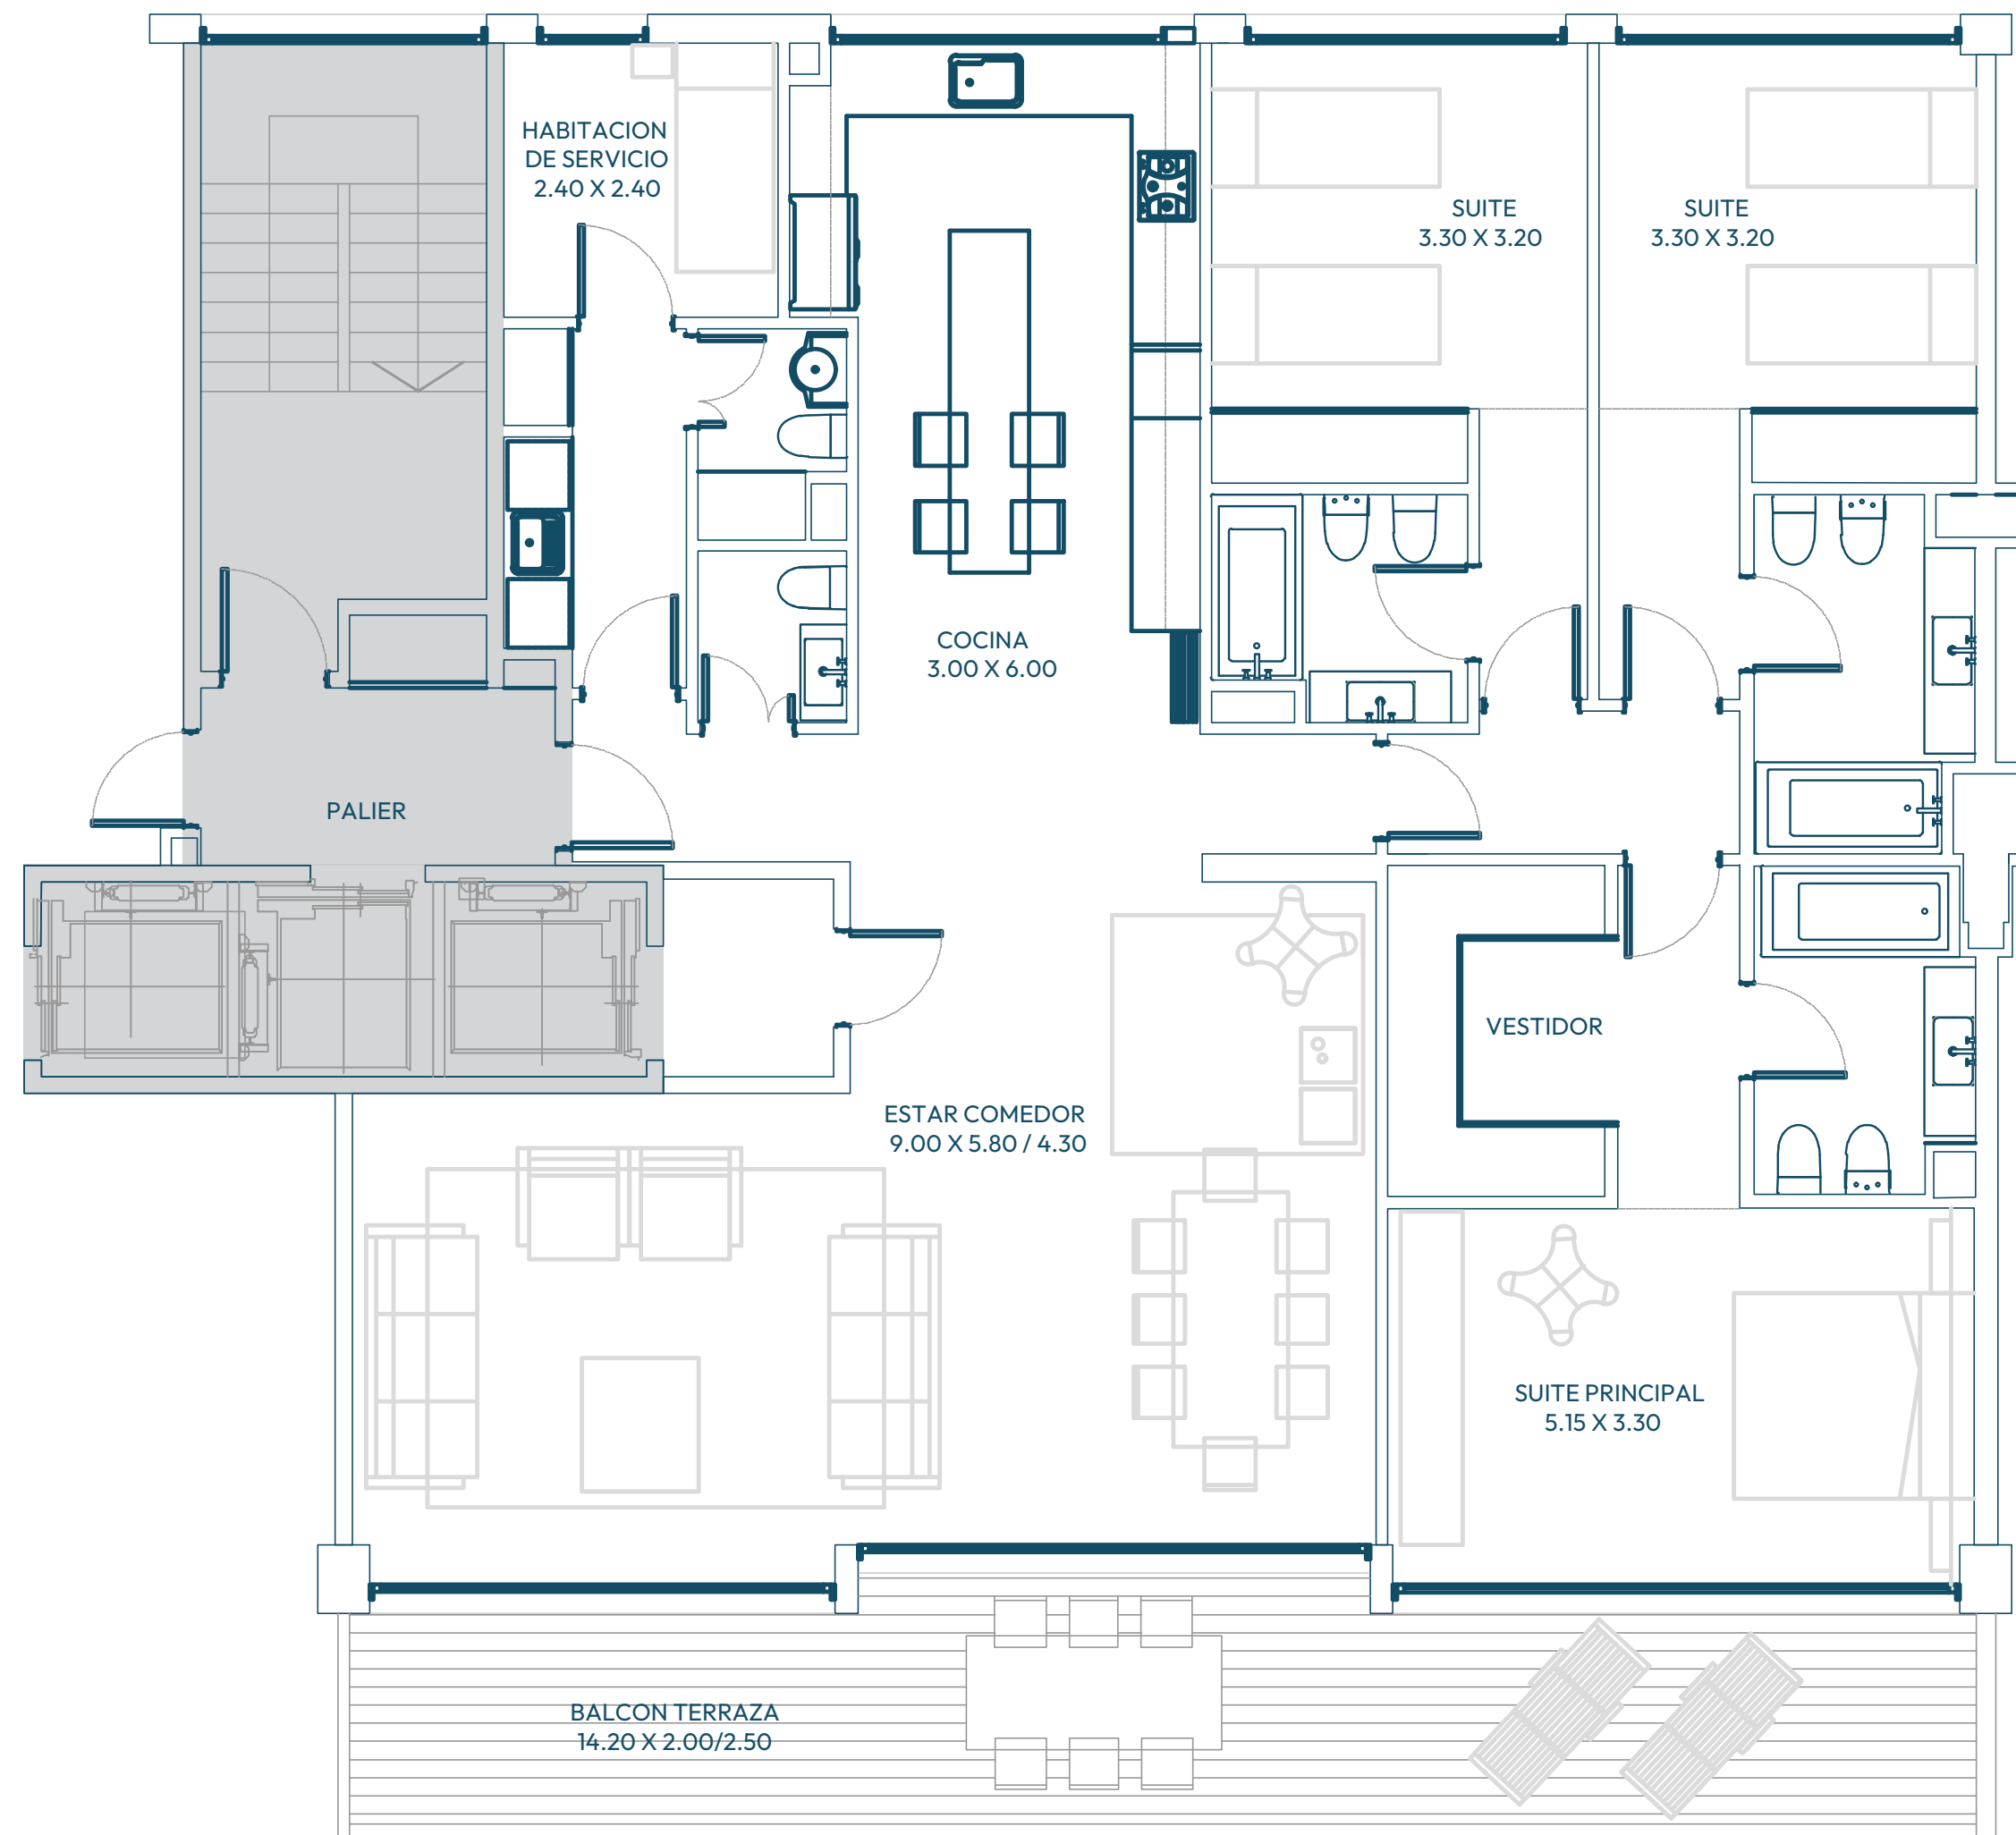 HABITACION
DE SERVICIO
2.40 X 2.40
SUITE
3.30 X 3.20
SUITE
3.30 X 3.20
COCINA
3.00 X 6.00
PALIER
VESTIDOR
ESTAR COMEDOR
9.00 X 5.80 / 4.30
SUITE PRINCIPAL
5.15 X 3.30
BALCON TERRAZA
14.20 X 2.00/2.50